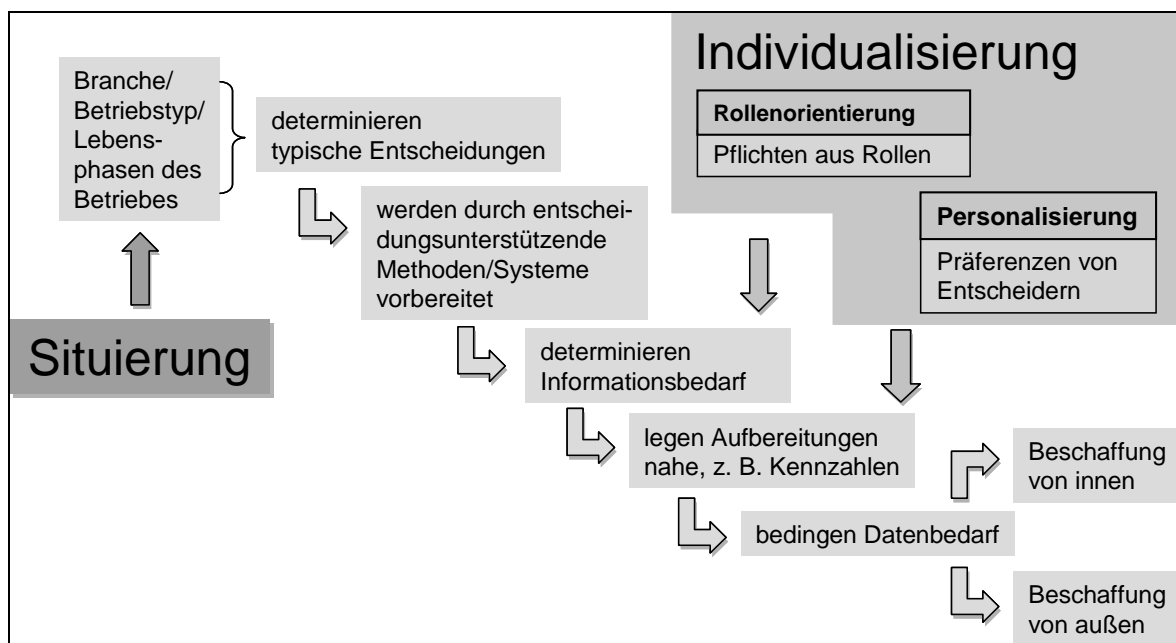 Individualisierung
Rollenorientierung
Pflichten aus Rollen
Personalisierung
Präferenzen von
Entscheidern
Branche/
Betriebstyp/
Lebens-
phasen des
Betriebes
determinieren
typische Entscheidungen
werden durch entschei-
dungsunterstützende
Methoden/Systeme
vorbereitet
Situierung
determinieren
Informationsbedarf
legen Aufbereitungen
nahe, z. B. Kennzahlen
bedingen Datenbedarf
Beschaffung
von innen
Beschaffung
von außen